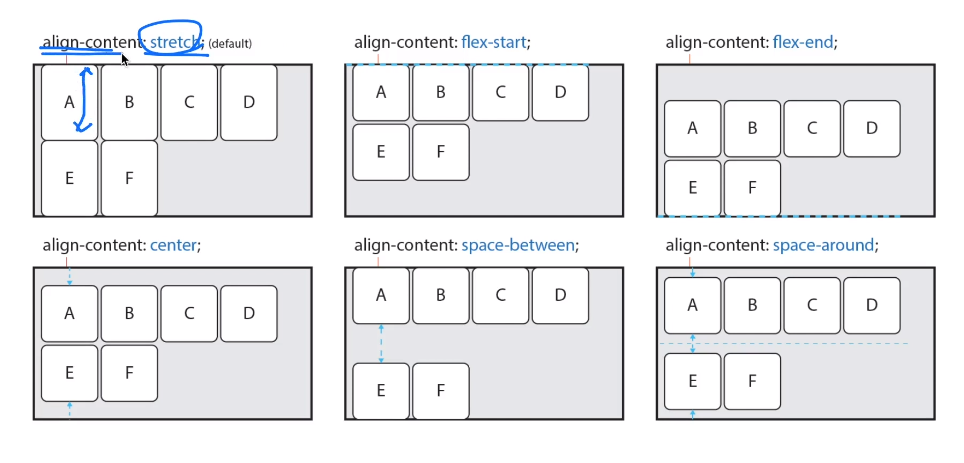 align-content: stretch; (default)
A B C D
E F
align-content: flex-start;
A B C D
E F
align-content: flex-end;
A B C D
E F
align-content: center;
A B C D
E F
align-content: space-between;
A B C D
E F
align-content: space-around;
A B C D
E F